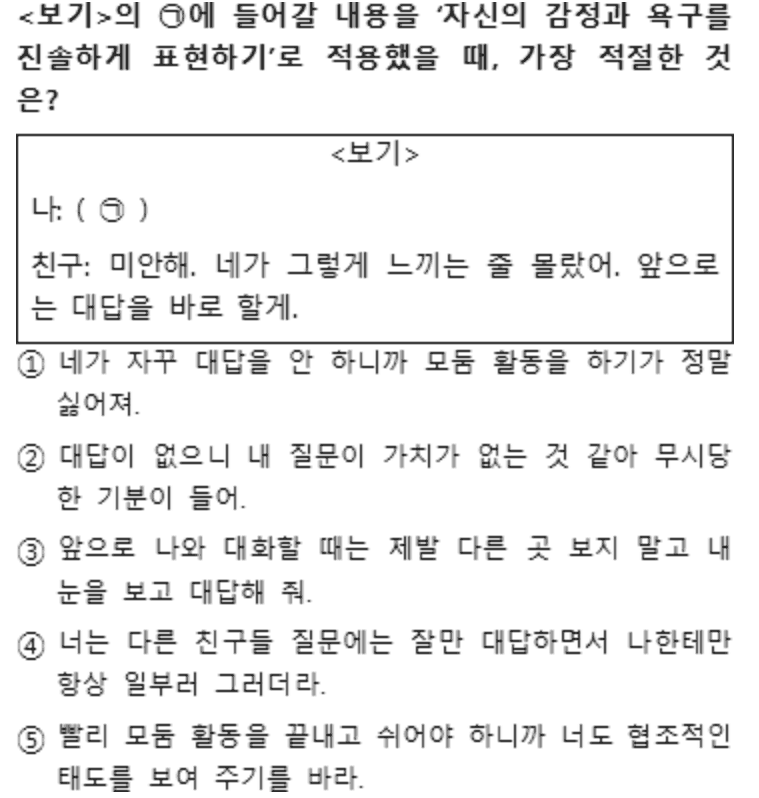 <보기>의 ㉠에 들어갈 내용을 ‘자신의 감정과 욕구를
진솔하게 표현하기’로 적용했을 때, 가장 적절한 것
은?
<보기>
나: ( ㉠ )
친구: 미안해. 네가 그렇게 느끼는 줄 몰랐어. 앞으로
는 대답을 바로 할게.
① 네가 자꾸 대답을 안 하니까 모둠 활동을 하기가 정말
싫어져.
② 대답이 없으니 내 질문이 가치가 없는 것 같아 무시당
한 기분이 들어.
③ 앞으로 나와 대화할 때는 제발 다른 곳 보지 말고 내
눈을 보고 대답해 줘.
④ 너는 다른 친구들 질문에는 잘만 대답하면서 나한테만
항상 일부러 그러더라.
⑤ 빨리 모둠 활동을 끝내고 쉬어야 하니까 너도 협조적인
태도를 보여 주기를 바라.